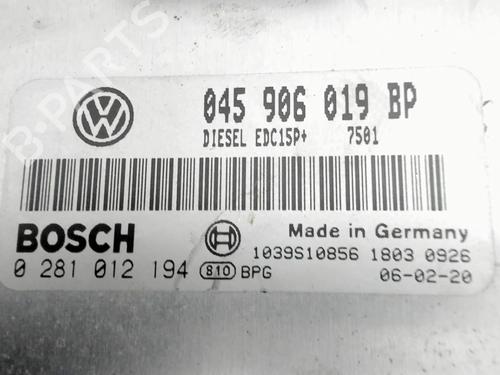 B-PARTS
045 906 019 BP
DIESEL EDC15P+ 7501
BOSCH
Made in Germany
1039S10856 1803 0926
0 281 012 194 810 BPG
06-02-20